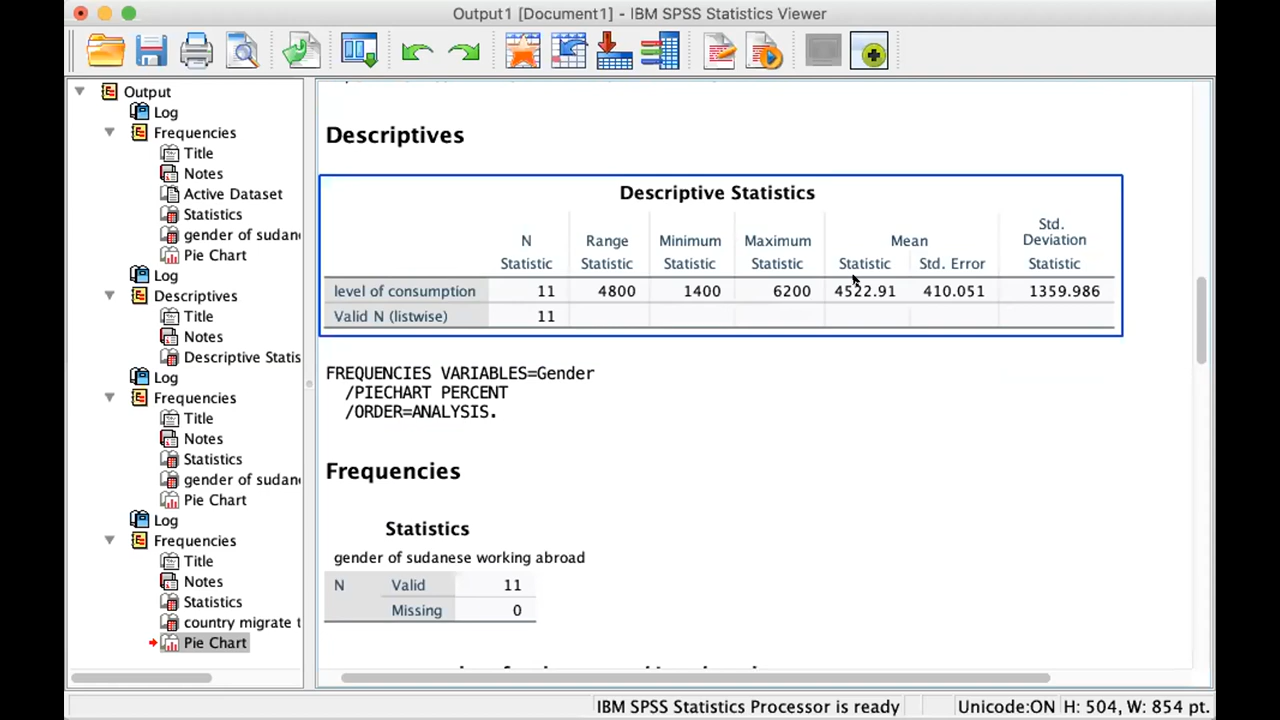 Output1 [Document1] - IBM SPSS Statistics Viewer
Output
Log
Frequencies
Title
Notes
Active Dataset
Statistics
gender of sudan
Pie Chart
Log
Descriptives
Title
Notes
Descriptive Statis
Log
Frequencies
Title
Notes
Statistics
gender of sudan
Pie Chart
Log
Frequencies
Title
Notes
Statistics
country migrate t
Pie Chart
Descriptives
Descriptive Statistics
N Range Minimum Maximum Mean Std. Deviation
Statistic Statistic Statistic Statistic Statistic Std. Error Statistic
level of consumption 11 4800 1400 6200 4522.91 410.051 1359.986
Valid N (listwise) 11
FREQUENCIES VARIABLES=Gender
/PIECHART PERCENT
/ORDER=ANALYSIS.
Frequencies
Statistics
gender of sudanese working abroad
N Valid 11
Missing 0
IBM SPSS Statistics Processor is ready Unicode:ON H: 504, W: 854 pt.